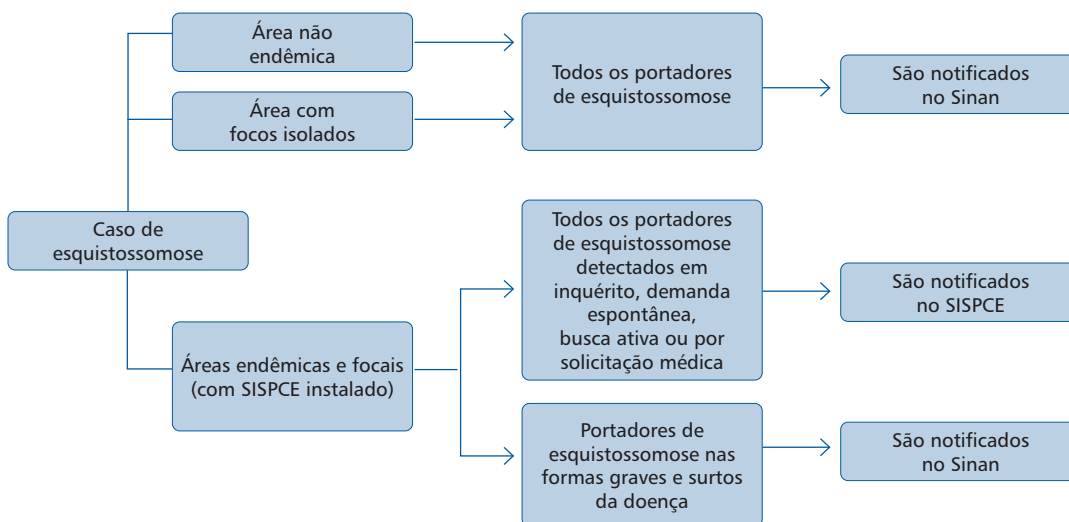 Área não
endêmica
Área com
focos isolados
Todos os portadores
de esquistossomose
São notificados
no Sinan
Caso de
esquistossomose
Áreas endêmicas e focais
(com SISPCE instalado)
Todos os portadores
de esquistossomose
detectados em
inquérito, demanda
espontânea,
busca ativa ou por
solicitação médica
São notificados
no SISPCE
Portadores de
esquistossomose nas
formas graves e surtos
da doença
São notificados
no Sinan